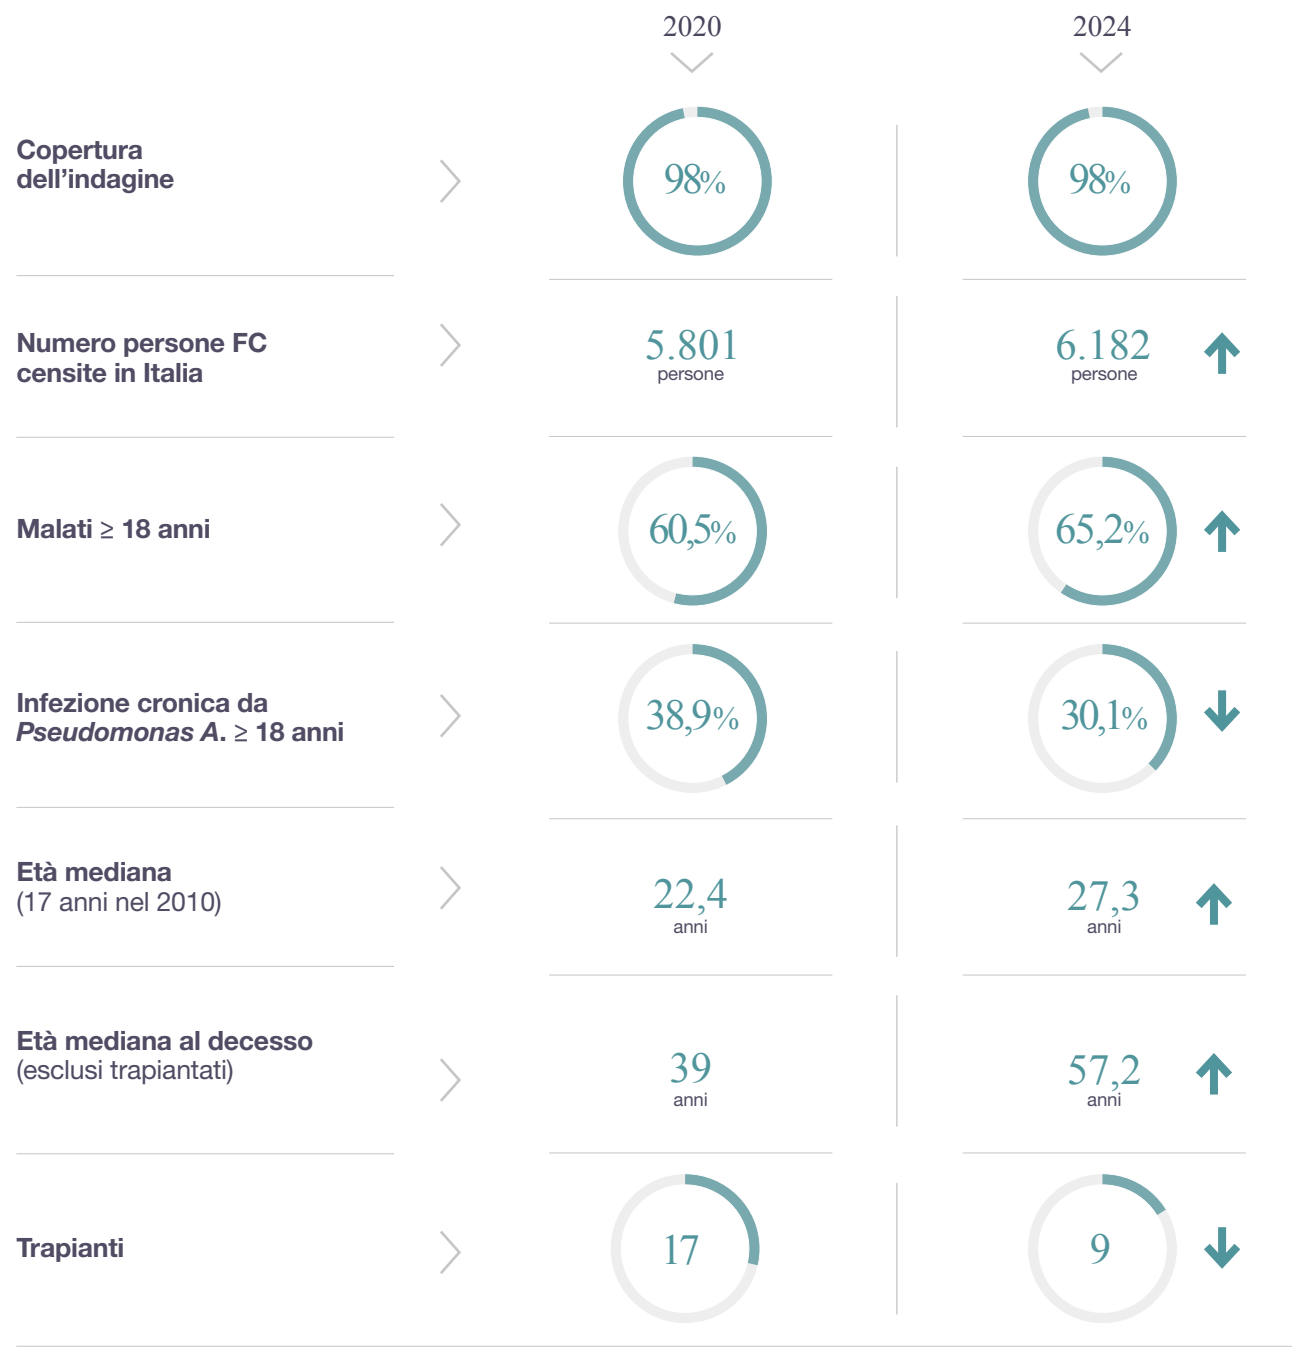 2020
2024
Copertura
dell’indagine
98%
98%
Numero persone FC
censite in Italia
5.801
persone
6.182
persone
Malati ≥ 18 anni
60,5%
65,2%
Infezione cronica da
Pseudomonas A. ≥ 18 anni
38,9%
30,1%
Età mediana
(17 anni nel 2010)
22,4
anni
27,3
anni
Età mediana al decesso
(esclusi trapiantati)
39
anni
57,2
anni
Trapianti
17
9